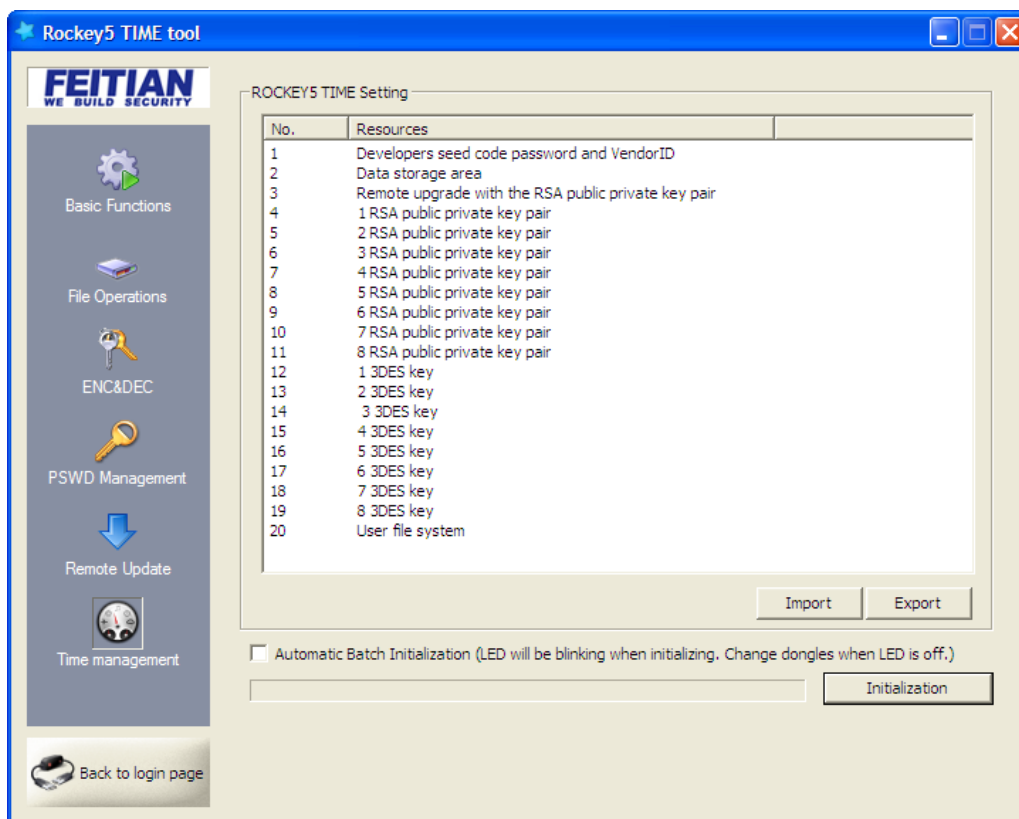 Rockey5 TIME tool
FEITIAN
WE BUILD SECURITY
Basic Functions
File Operations
ENC&DEC
PSWD Management
Remote Update
Time management
Back to login page
ROCKEY5 TIME Setting
No. Resources
1 Developers seed code password and VendorID
2 Data storage area
3 Remote upgrade with the RSA public private key pair
4 1 RSA public private key pair
5 2 RSA public private key pair
6 3 RSA public private key pair
7 4 RSA public private key pair
8 5 RSA public private key pair
9 6 RSA public private key pair
10 7 RSA public private key pair
11 8 RSA public private key pair
12 1 3DES key
13 2 3DES key
14 3 3DES key
15 4 3DES key
16 5 3DES key
17 6 3DES key
18 7 3DES key
19 8 3DES key
20 User file system
Import Export
Automatic Batch Initialization (LED will be blinking when initializing. Change dongles when LED is off.)
Initialization